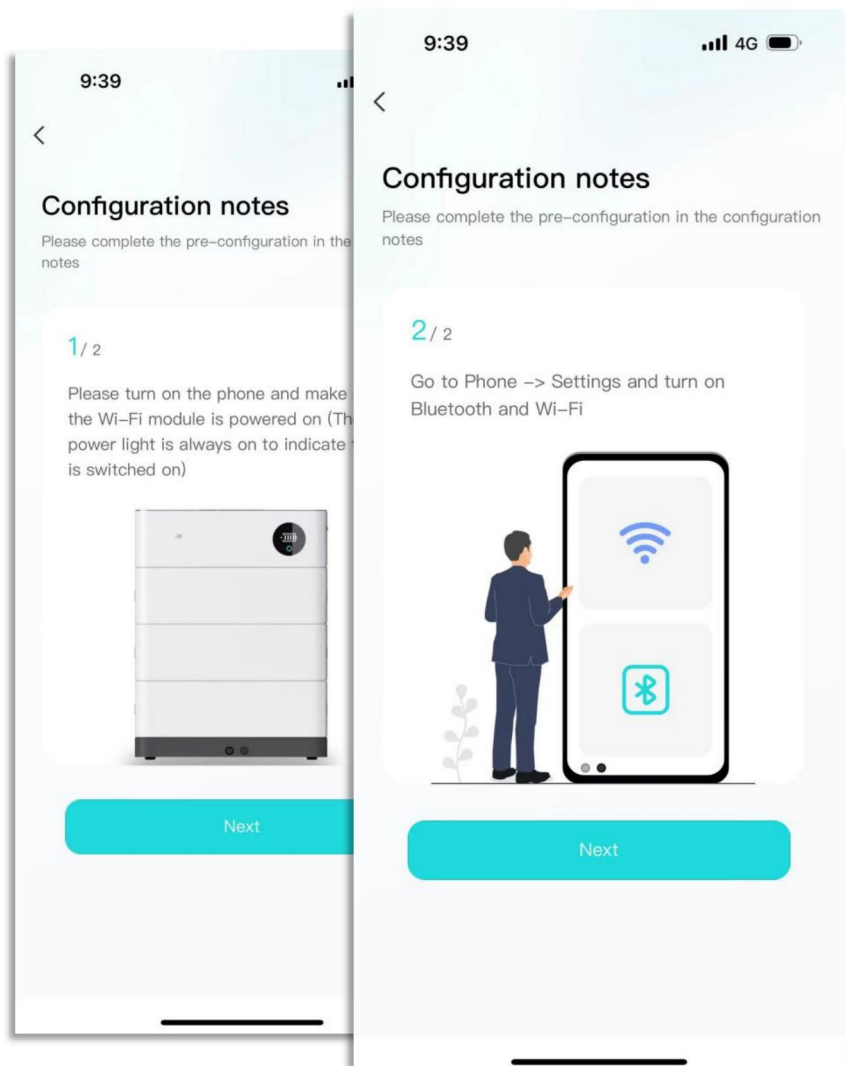 9:39
Configuration notes
Please complete the pre-configuration in the
notes
1/ 2
Please turn on the phone and make
the Wi-Fi module is powered on (Th
power light is always on to indicate
is switched on)
Next
9:39
4G
Configuration notes
Please complete the pre-configuration in the configuration
notes
2/ 2
Go to Phone -> Settings and turn on
Bluetooth and Wi-Fi
Next